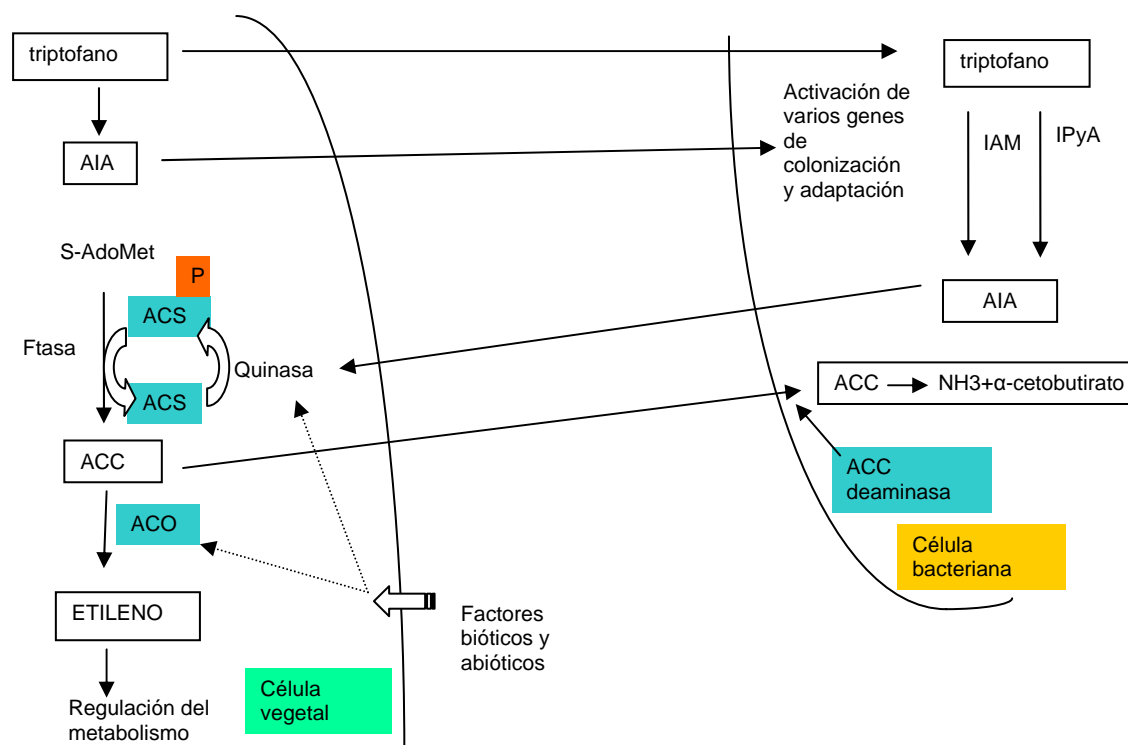 triptofano
AIA
S-AdoMet
P
ACS
Ftasa
Quinasa
ACS
ACC
ACO
ETILENO
Regulación del
metabolismo
Célula
vegetal
Factores
bióticos y
abióticos
Activación de
varios genes
de
colonización
y adaptación
triptofano
IAM
IPyA
AIA
ACC NH3+α-cetobutirato
ACC
deaminasa
Célula
bacteriana